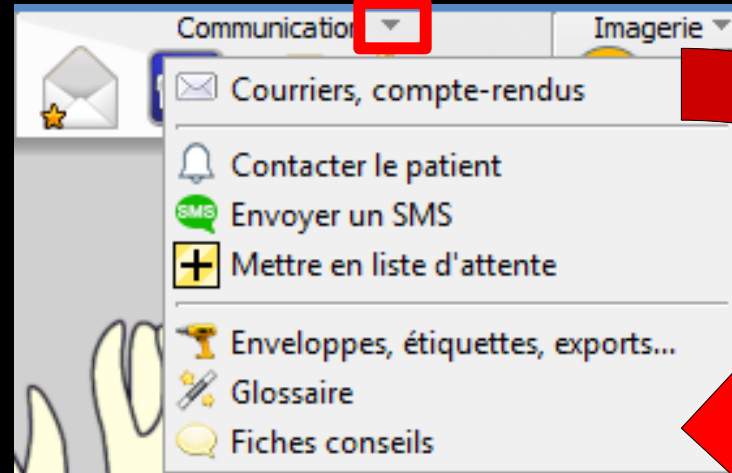 Communication
Imagerie
Courriers, compte-rendus
Contacter le patient
SMS Envoyer un SMS
Mettre en liste d'attente
Enveloppes, étiquettes, exports...
Glossaire
Fiches conseils